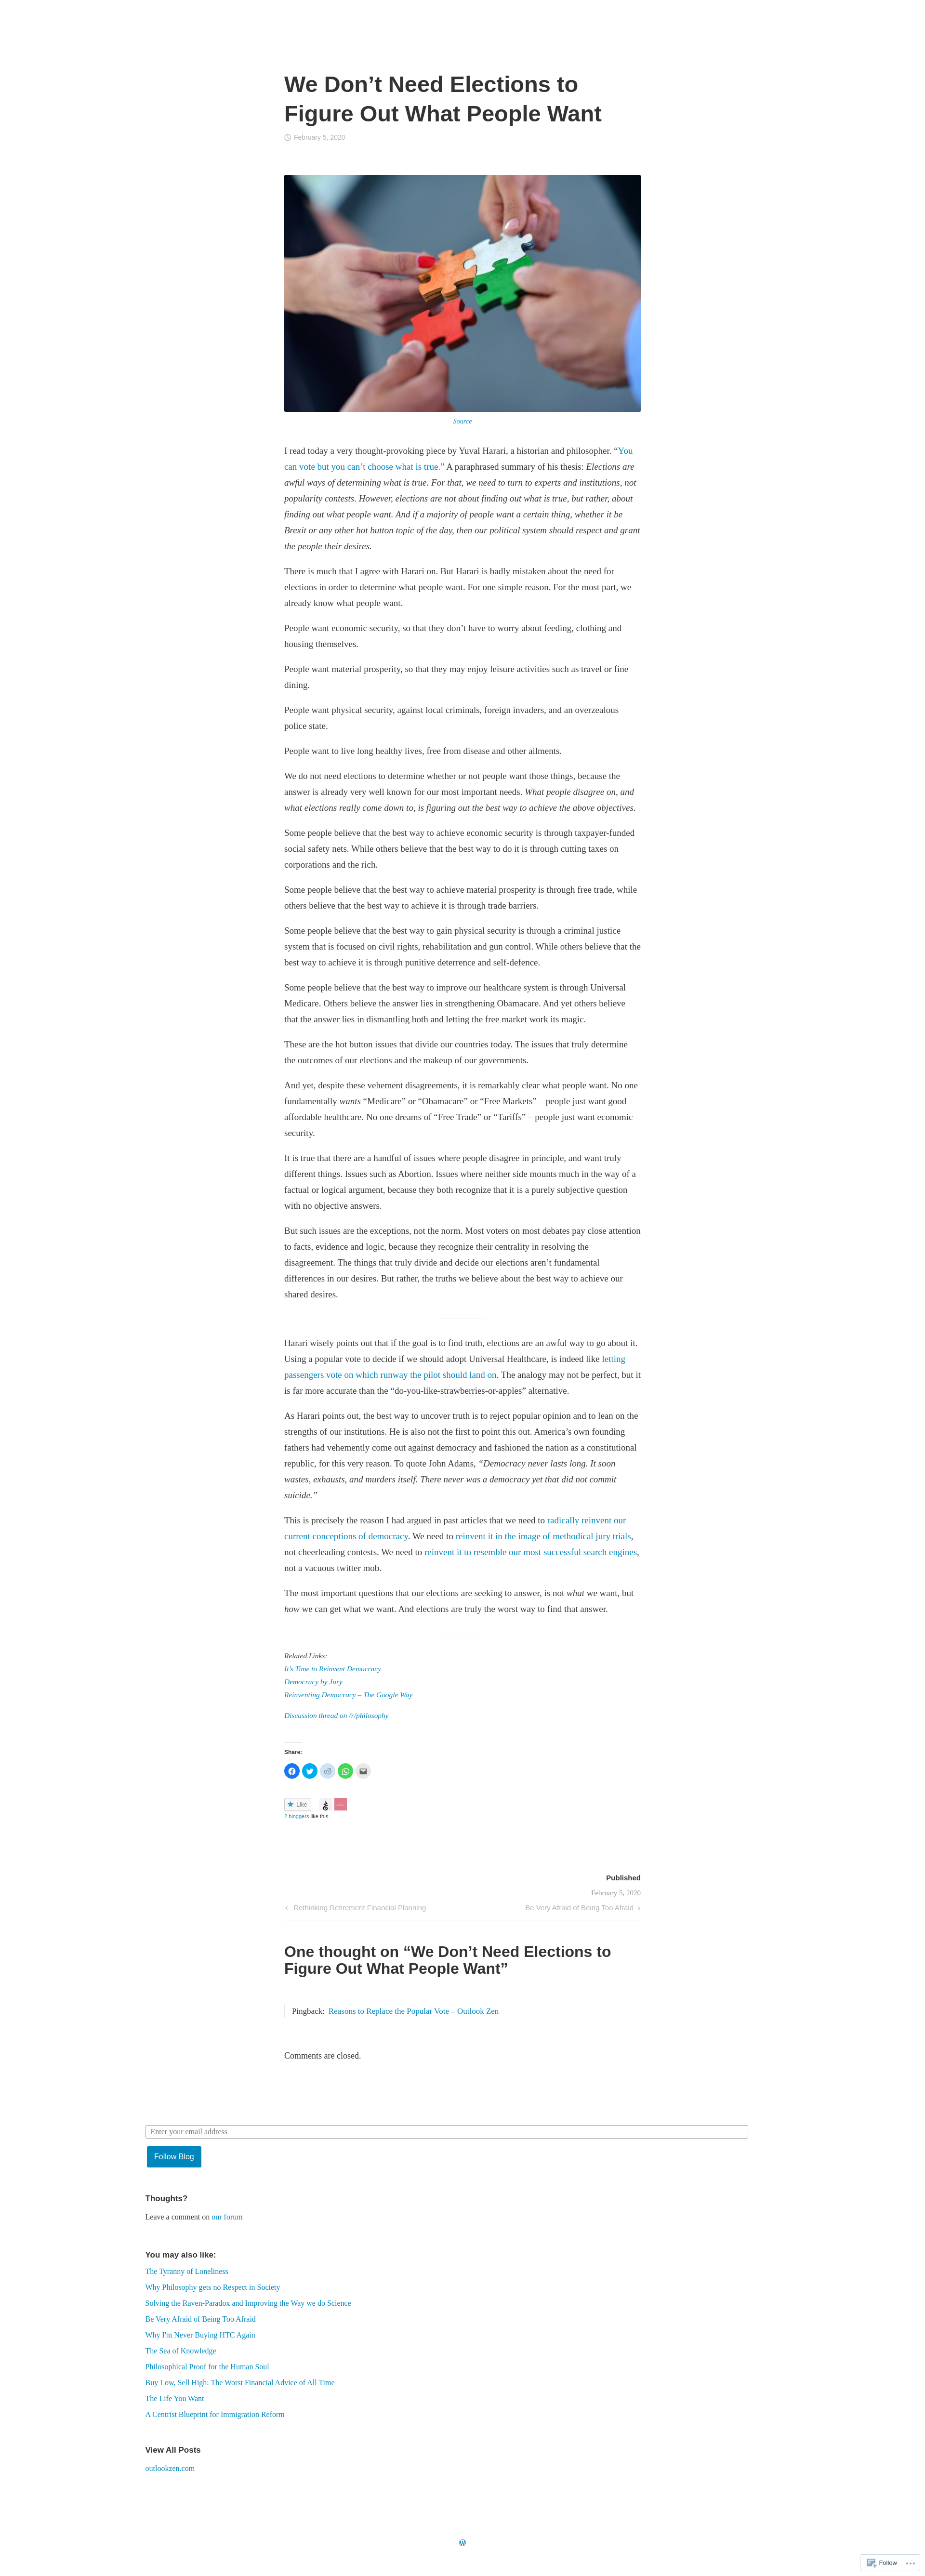 We Don’t Need Elections to
Figure Out What People Want
February 5, 2020
Source
I read today a very thought-provoking piece by Yuval Harari, a historian and philosopher. “You
can vote but you can’t choose what is true.” A paraphrased summary of his thesis: Elections are
awful ways of determining what is true. For that, we need to turn to experts and institutions, not
popularity contests. However, elections are not about finding out what is true, but rather, about
finding out what people want. And if a majority of people want a certain thing, whether it be
Brexit or any other hot button topic of the day, then our political system should respect and grant
the people their desires.
There is much that I agree with Harari on. But Harari is badly mistaken about the need for
elections in order to determine what people want. For one simple reason. For the most part, we
already know what people want.
People want economic security, so that they don’t have to worry about feeding, clothing and
housing themselves.
People want material prosperity, so that they may enjoy leisure activities such as travel or fine
dining.
People want physical security, against local criminals, foreign invaders, and an overzealous
police state.
People want to live long healthy lives, free from disease and other ailments.
We do not need elections to determine whether or not people want those things, because the
answer is already very well known for our most important needs. What people disagree on, and
what elections really come down to, is figuring out the best way to achieve the above objectives.
Some people believe that the best way to achieve economic security is through taxpayer-funded
social safety nets. While others believe that the best way to do it is through cutting taxes on
corporations and the rich.
Some people believe that the best way to achieve material prosperity is through free trade, while
others believe that the best way to achieve it is through trade barriers.
Some people believe that the best way to gain physical security is through a criminal justice
system that is focused on civil rights, rehabilitation and gun control. While others believe that the
best way to achieve it is through punitive deterrence and self-defence.
Some people believe that the best way to improve our healthcare system is through Universal
Medicare. Others believe the answer lies in strengthening Obamacare. And yet others believe
that the answer lies in dismantling both and letting the free market work its magic.
These are the hot button issues that divide our countries today. The issues that truly determine
the outcomes of our elections and the makeup of our governments.
And yet, despite these vehement disagreements, it is remarkably clear what people want. No one
fundamentally wants “Medicare” or “Obamacare” or “Free Markets” – people just want good
affordable healthcare. No one dreams of “Free Trade” or “Tariffs” – people just want economic
security.
It is true that there are a handful of issues where people disagree in principle, and want truly
different things. Issues such as Abortion. Issues where neither side mounts much in the way of a
factual or logical argument, because they both recognize that it is a purely subjective question
with no objective answers.
But such issues are the exceptions, not the norm. Most voters on most debates pay close attention
to facts, evidence and logic, because they recognize their centrality in resolving the
disagreement. The things that truly divide and decide our elections aren’t fundamental
differences in our desires. But rather, the truths we believe about the best way to achieve our
shared desires.
Harari wisely points out that if the goal is to find truth, elections are an awful way to go about it.
Using a popular vote to decide if we should adopt Universal Healthcare, is indeed like letting
passengers vote on which runway the pilot should land on. The analogy may not be perfect, but it
is far more accurate than the “do-you-like-strawberries-or-apples” alternative.
As Harari points out, the best way to uncover truth is to reject popular opinion and to lean on the
strengths of our institutions. He is also not the first to point this out. America’s own founding
fathers had vehemently come out against democracy and fashioned the nation as a constitutional
republic, for this very reason. To quote John Adams, “Democracy never lasts long. It soon
wastes, exhausts, and murders itself. There never was a democracy yet that did not commit
suicide.”
This is precisely the reason I had argued in past articles that we need to radically reinvent our
current conceptions of democracy. We need to reinvent it in the image of methodical jury trials,
not cheerleading contests. We need to reinvent it to resemble our most successful search engines,
not a vacuous twitter mob.
The most important questions that our elections are seeking to answer, is not what we want, but
how we can get what we want. And elections are truly the worst way to find that answer.
Related Links:
It’s Time to Reinvent Democracy
Democracy by Jury
Reinventing Democracy – The Google Way
Discussion thread on /r/philosophy
Share:
Like
2 bloggers like this.
Published
February 5, 2020
Rethinking Retirement Financial Planning
Be Very Afraid of Being Too Afraid
One thought on “We Don’t Need Elections to
Figure Out What People Want”
Pingback: Reasons to Replace the Popular Vote – Outlook Zen
Comments are closed.
Enter your email address
Follow Blog
Thoughts?
Leave a comment on our forum
You may also like:
The Tyranny of Loneliness
Why Philosophy gets no Respect in Society
Solving the Raven-Paradox and Improving the Way we do Science
Be Very Afraid of Being Too Afraid
Why I'm Never Buying HTC Again
The Sea of Knowledge
Philosophical Proof for the Human Soul
Buy Low, Sell High: The Worst Financial Advice of All Time
The Life You Want
A Centrist Blueprint for Immigration Reform
View All Posts
outlookzen.com
Follow